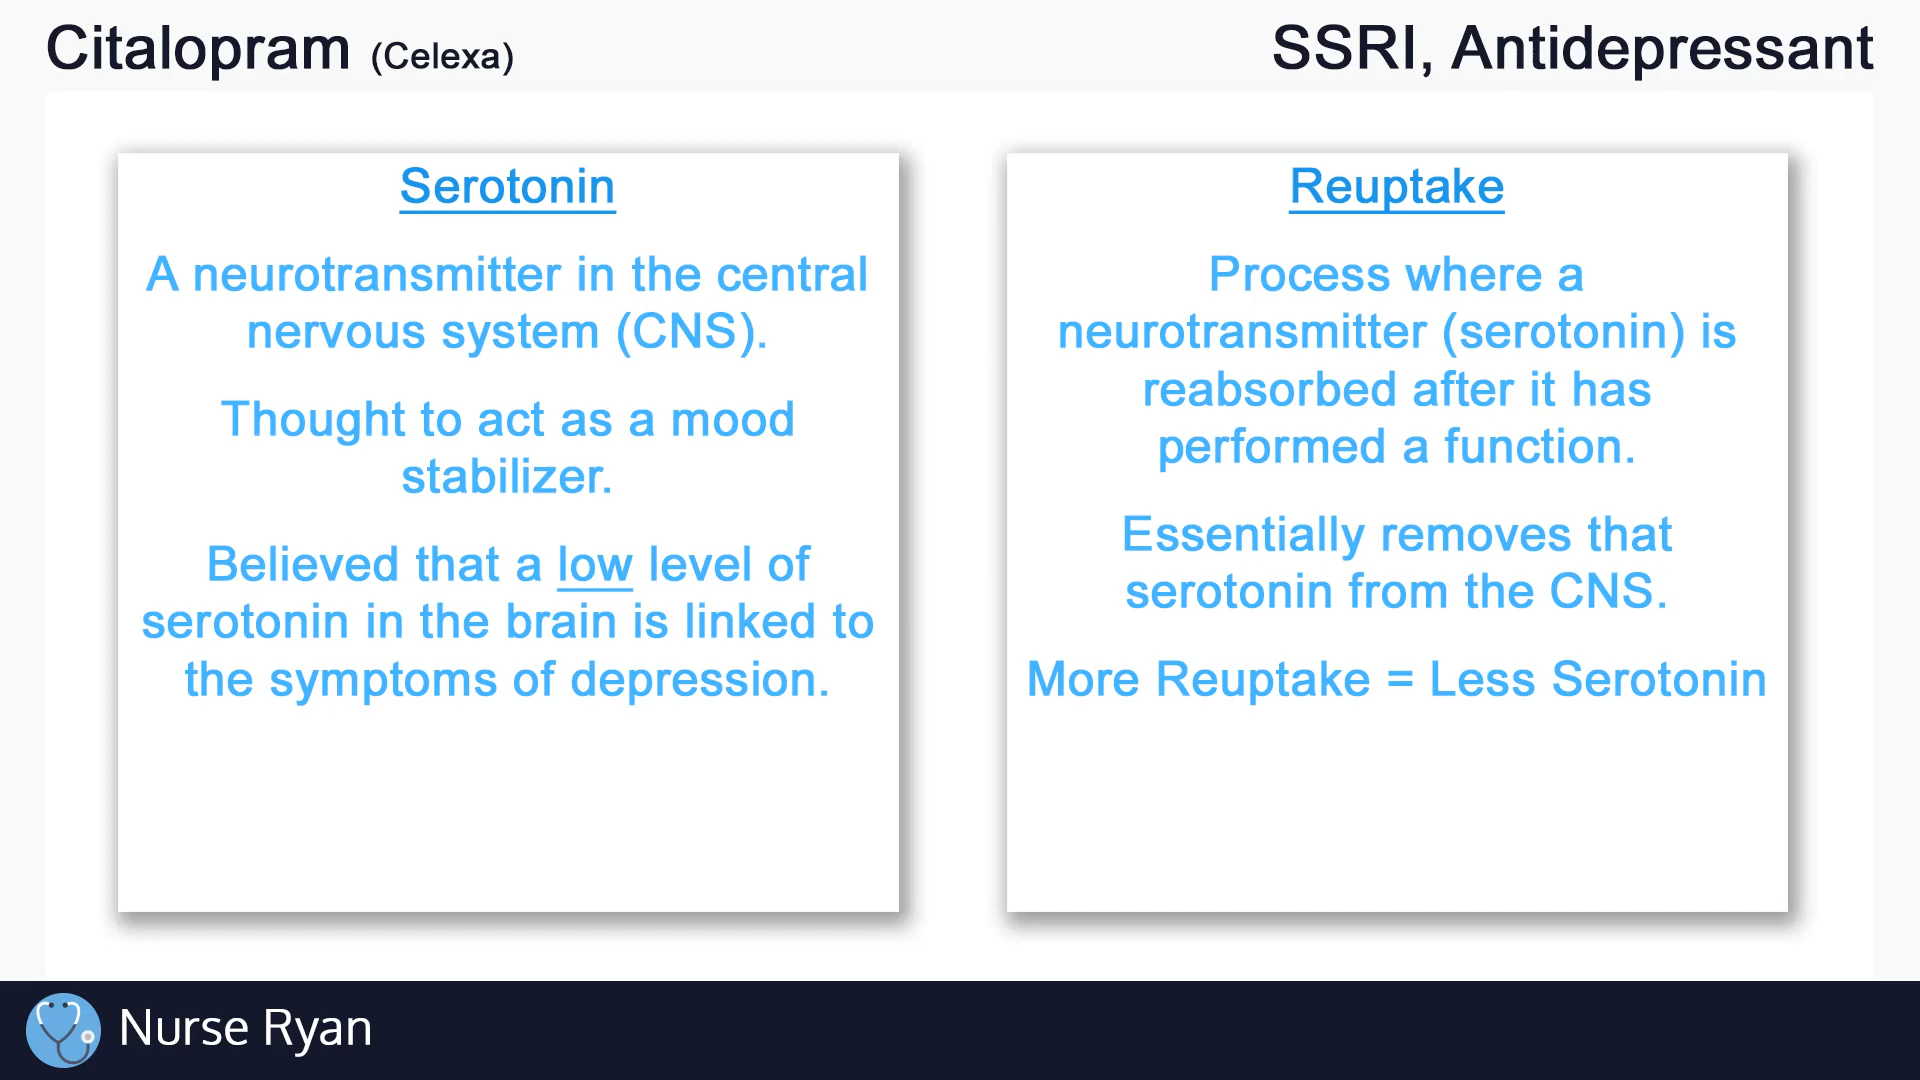 Citalopram (Celexa)
SSRI, Antidepressant
Serotonin
A neurotransmitter in the central
nervous system (CNS).
Thought to act as a mood
stabilizer.
Believed that a low level of
serotonin in the brain is linked to
the symptoms of depression.
Reuptake
Process where a
neurotransmitter (serotonin) is
reabsorbed after it has
performed a function.
Essentially removes that
serotonin from the CNS.
More Reuptake = Less Serotonin
Nurse Ryan